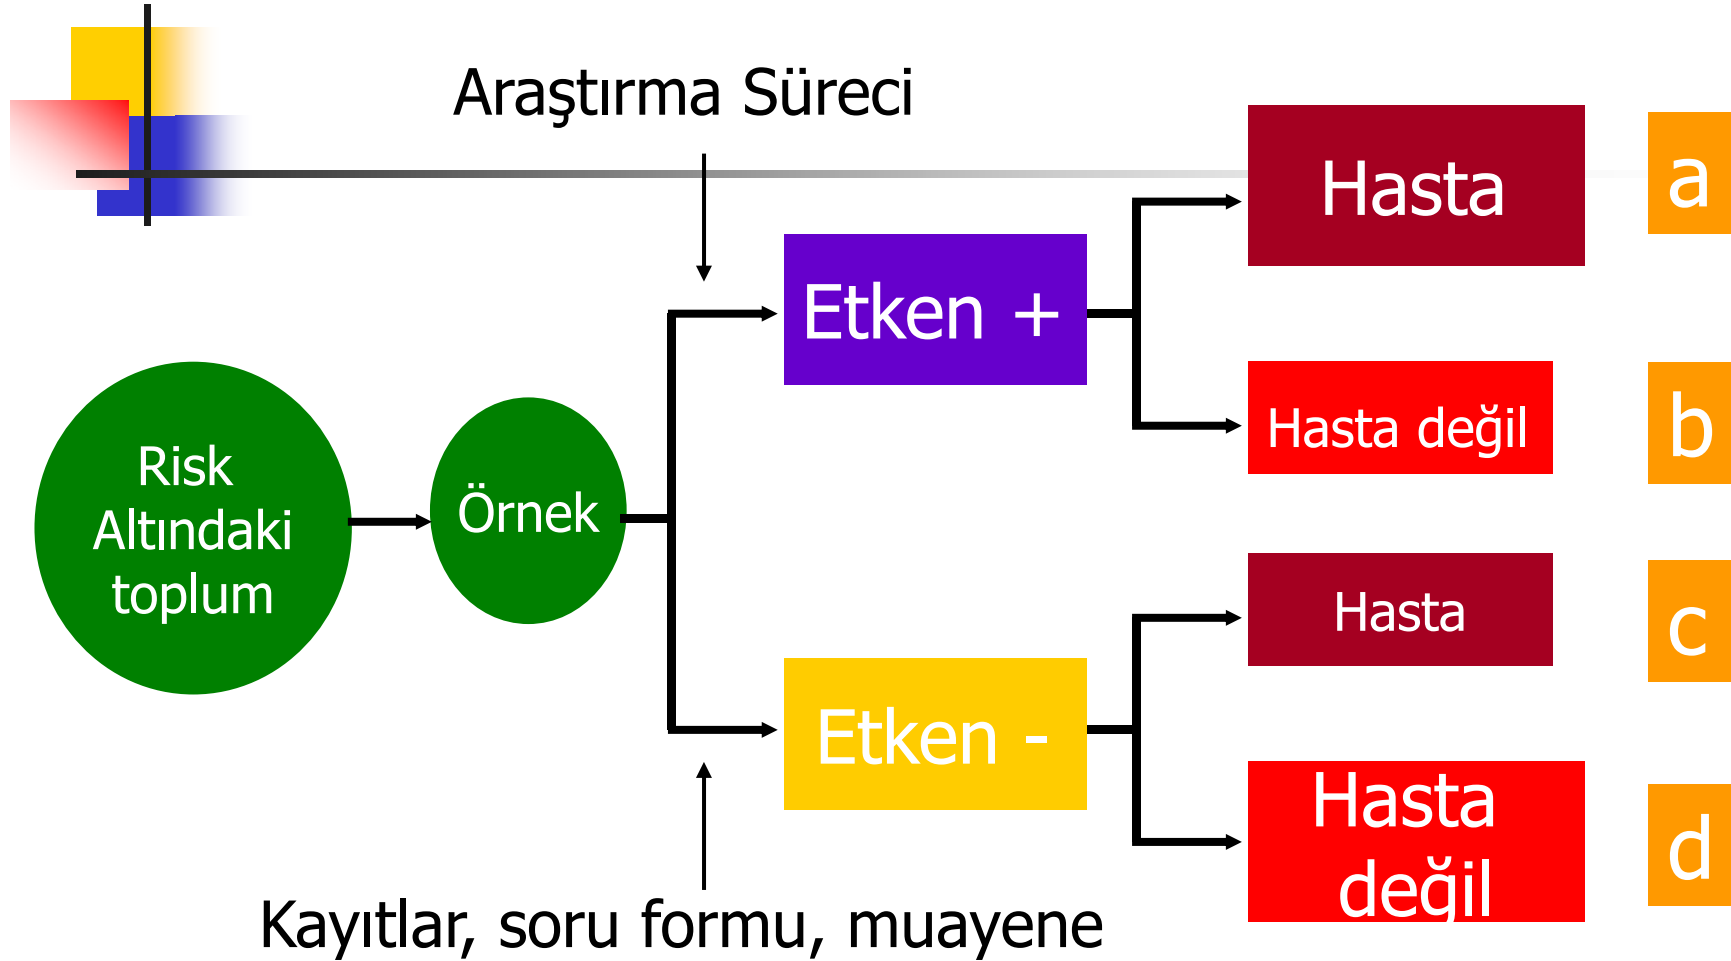 Araştırma Süreci
Hasta
a
Etken +
Hasta değil
b
Risk
Altındaki
toplum
Örnek
Hasta
c
Etken -
Hasta
değil
d
Kayıtlar, soru formu, muayene